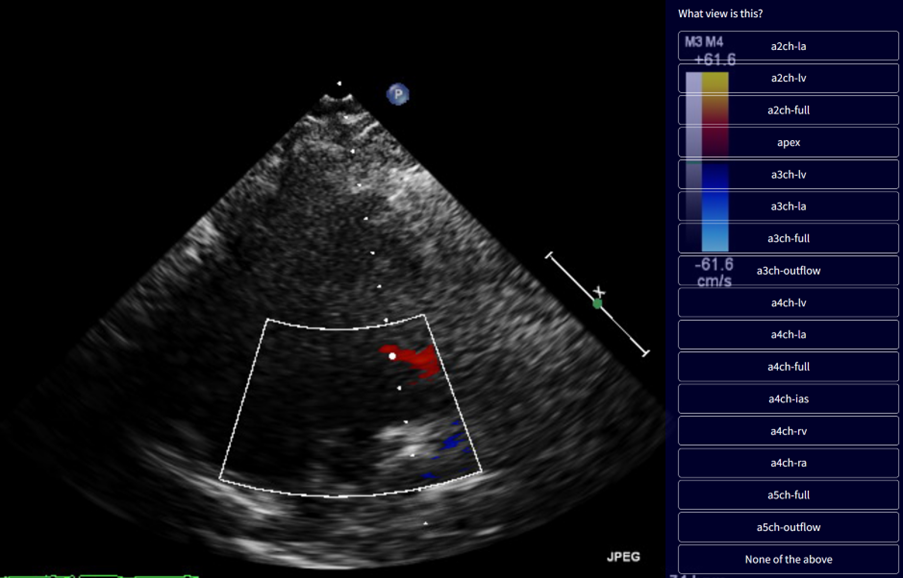 What view is this?
M3 M4
+61.6
a2ch-la
a2ch-lv
a2ch-full
apex
a3ch-lv
a3ch-la
a3ch-full
-61.6
cm/s
a3ch-outflow
a4ch-lv
a4ch-la
a4ch-full
a4ch-ias
a4ch-rv
a4ch-ra
a5ch-full
a5ch-outflow
None of the above
P
X
JPEG